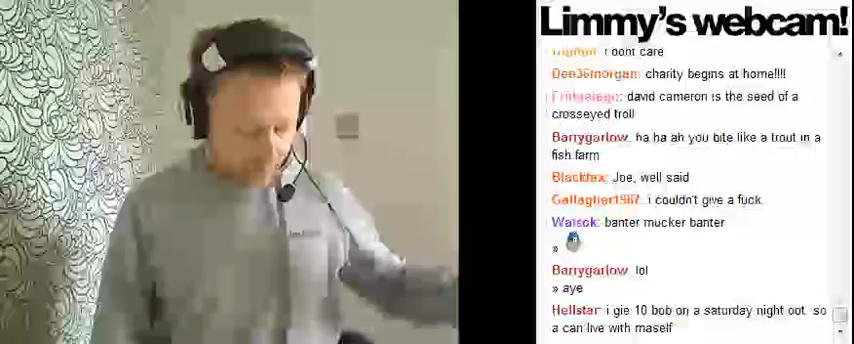 Limmy's webcam!
i dont care
Dee36morgan: charity begins at home!!!!
david cameron is the seed of a
crosseyed troll
Barrygarlow: ha ha ah you bite like a trout in a
fish farm
Joe, well said
Gallagher1987: i couldn't give a fuck.
Watsok: banter mucker banter
»
Barrygarlow: lol
» aye
Hellstar: i gie 10 bob on a saturday night oot. so
a can live with maself